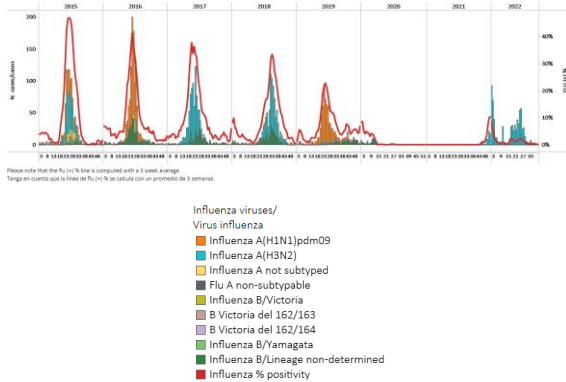 2015 2016 2017 2018 2019 2020 2021 2022
200
150
100
50
0
N cases/casos
40%
30%
20%
10%
0%
Please note that the flu (+) % line is computed with a 3 week average
Tenga en cuenta que la línea de flu (+) % se calcula con un promedio de 3 semanas.
Influenza viruses/
Virus influenza
Influenza A(H1N1)pdm09
Influenza A(H3N2)
Influenza A not subtyped
Flu A non-subtypable
Influenza B/Victoria
B Victoria del 162/163
B Victoria del 162/164
Influenza B/Yamagata
Influenza B/Lineage non-determined
Influenza % positivity